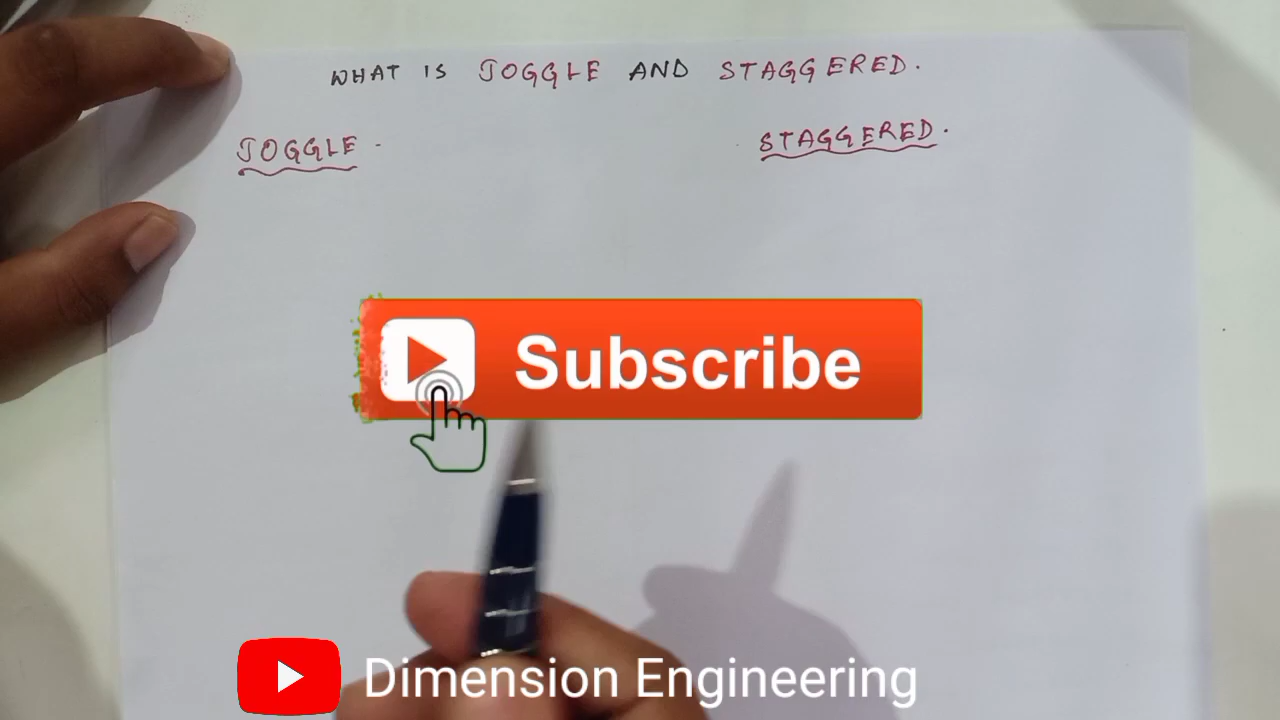 WHAT IS JOGGLE AND STAGGERED.
JOGGLE.
STAGGERED.
Subscribe
Dimension Engineering